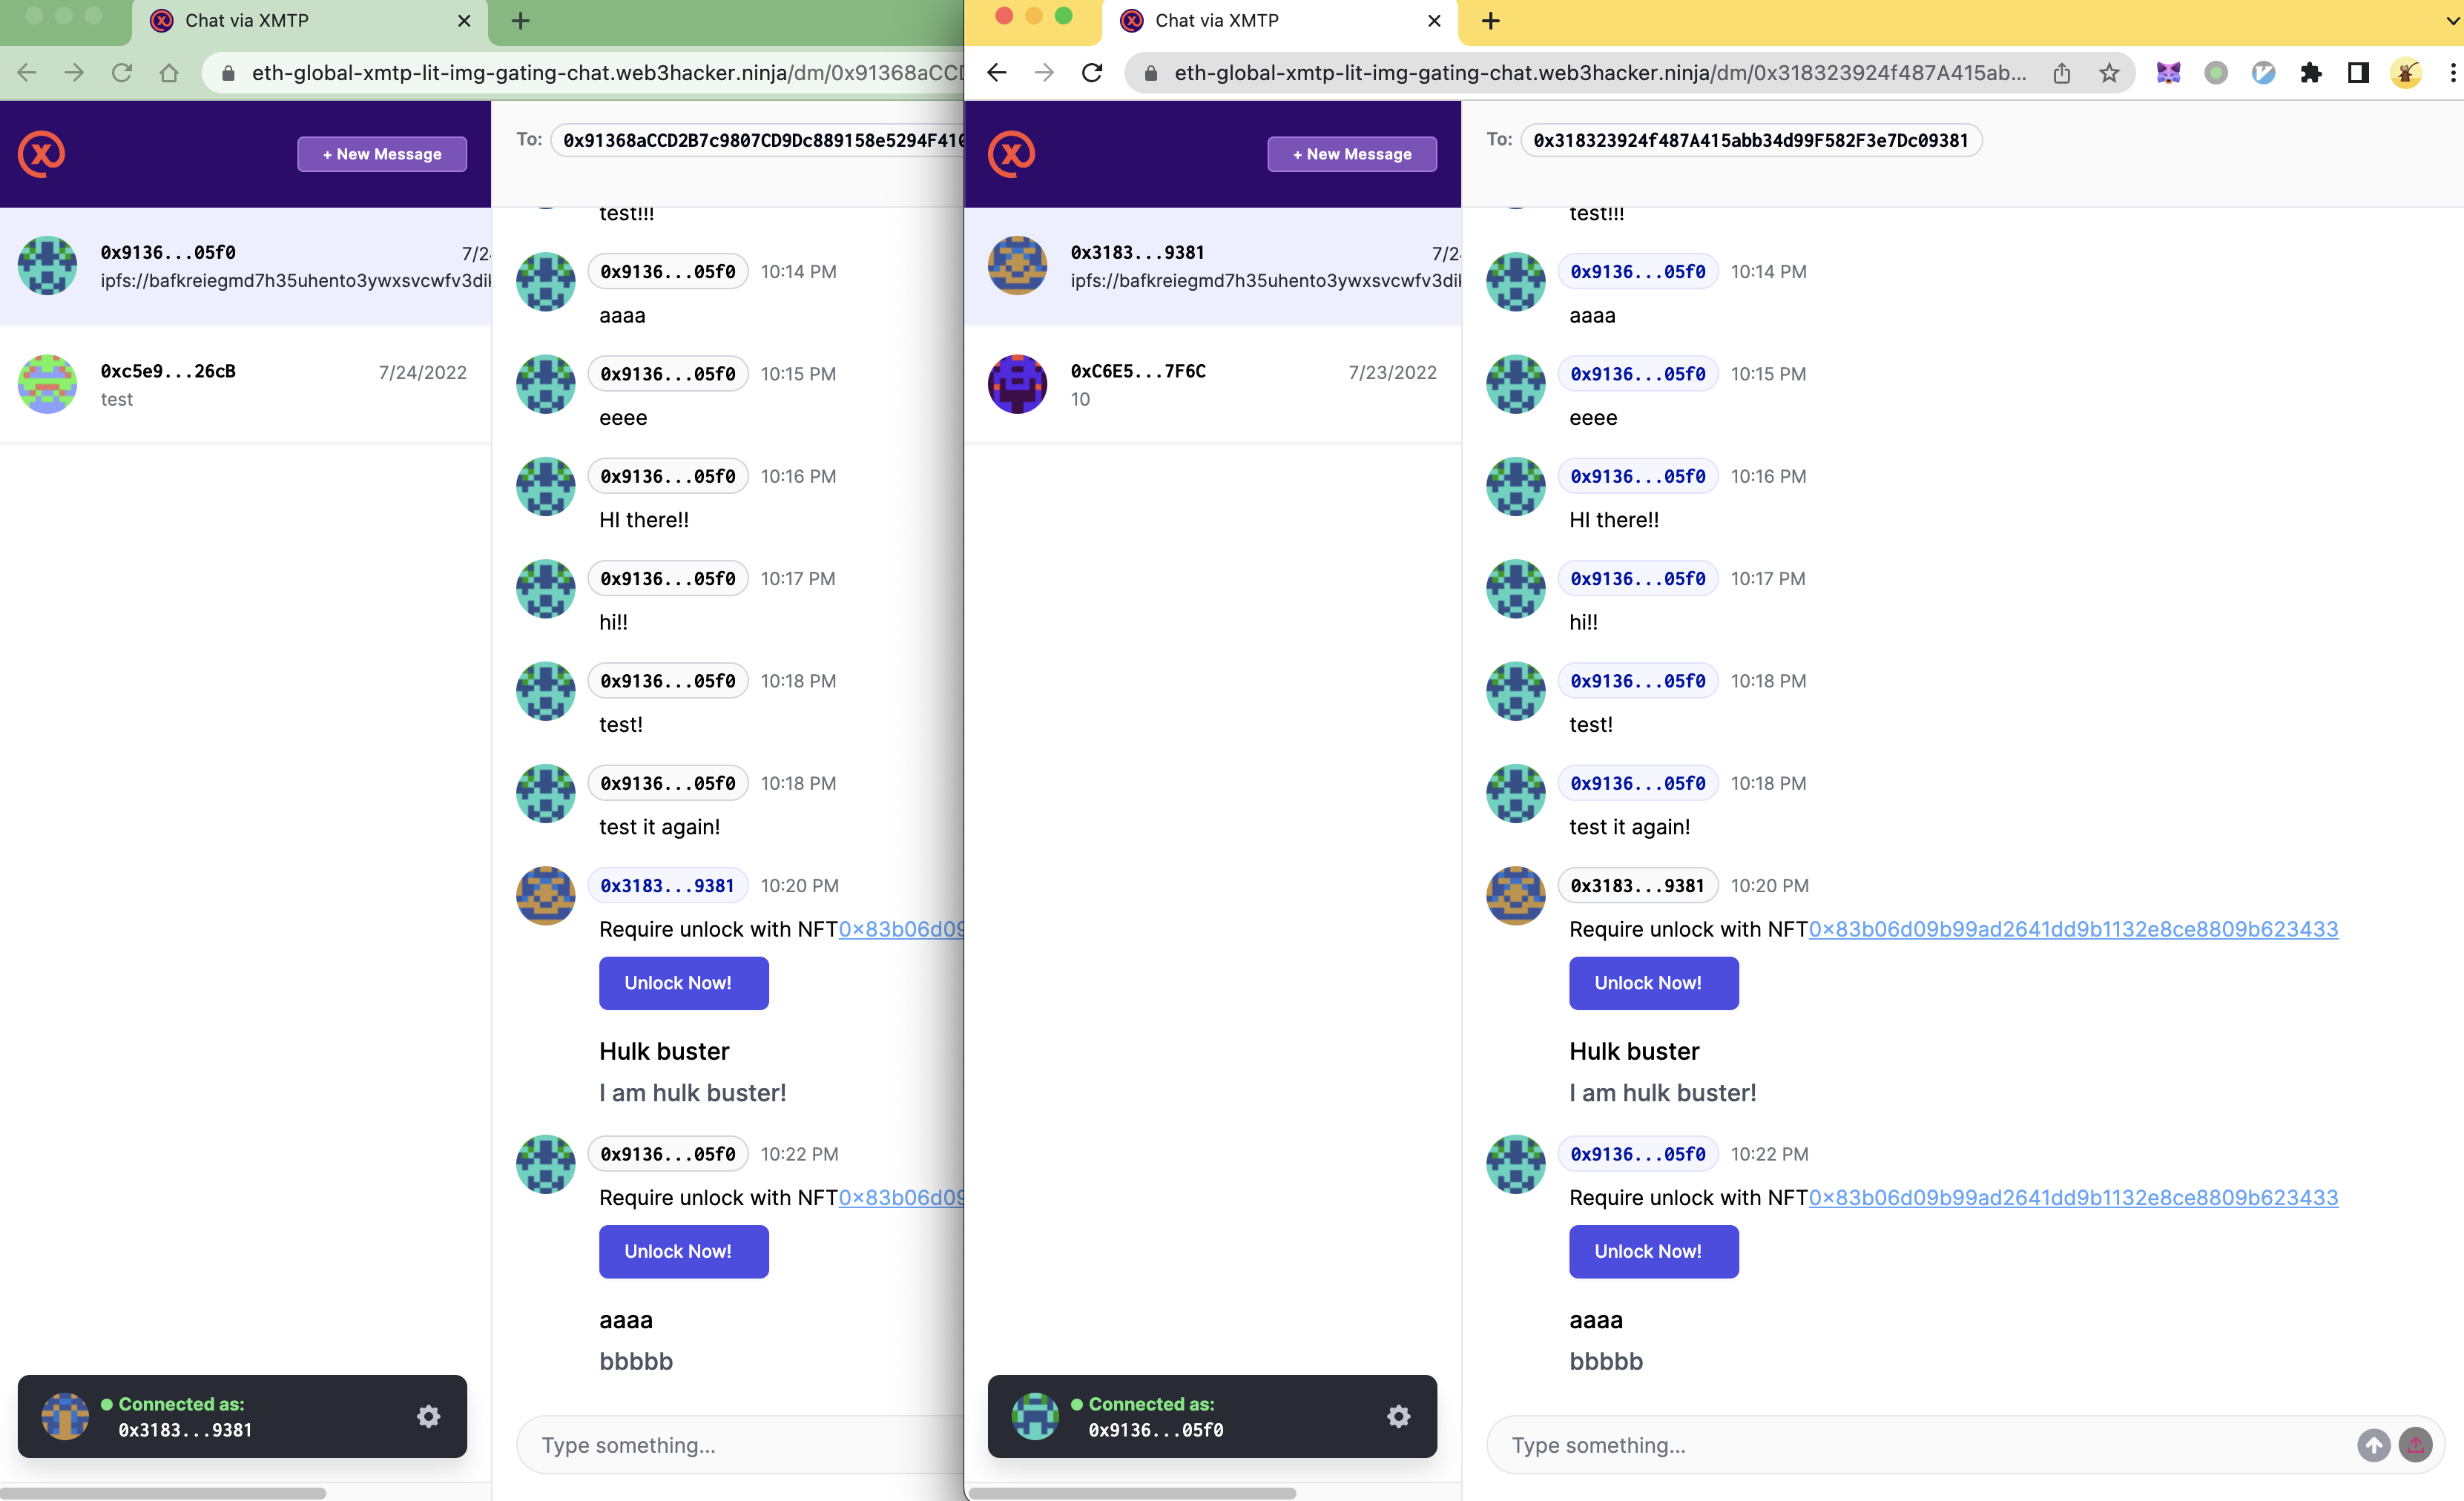 Chat via XMTP
eth-global-xmtp-lit-img-gating-chat.web3hacker.ninja/dm/0x91368aCCD
+ New Message
To: 0x91368aCCD2B7c9807CD9Dc889158e5294F410
0x9136...05f0 7/2
ipfs://bafkreiegmd7h35uhento3ywxsvcwfv3dik
0xc5e9...26cB 7/24/2022
test
test!!!
0x9136...05f0 10:14 PM
aaaa
0x9136...05f0 10:15 PM
eeee
0x9136...05f0 10:16 PM
HI there!!
0x9136...05f0 10:17 PM
hi!!
0x9136...05f0 10:18 PM
test!
0x9136...05f0 10:18 PM
test it again!
0x3183...9381 10:20 PM
Require unlock with NFT0x83b06d09
Unlock Now!
Hulk buster
I am hulk buster!
0x9136...05f0 10:22 PM
Require unlock with NFT0x83b06d09
Unlock Now!
aaaa
bbbbb
Connected as:
0x3183...9381
Type something...
Chat via XMTP
eth-global-xmtp-lit-img-gating-chat.web3hacker.ninja/dm/0x318323924f487A415ab...
+ New Message
To: 0x318323924f487A415abb34d99F582F3e7Dc09381
0x3183...9381 7/2
ipfs://bafkreiegmd7h35uhento3ywxsvcwfv3dik
0xC6E5...7F6C 7/23/2022
10
test!!!
0x9136...05f0 10:14 PM
aaaa
0x9136...05f0 10:15 PM
eeee
0x9136...05f0 10:16 PM
HI there!!
0x9136...05f0 10:17 PM
hi!!
0x9136...05f0 10:18 PM
test!
0x9136...05f0 10:18 PM
test it again!
0x3183...9381 10:20 PM
Require unlock with NFT0x83b06d09b99ad2641dd9b1132e8ce8809b623433
Unlock Now!
Hulk buster
I am hulk buster!
0x9136...05f0 10:22 PM
Require unlock with NFT0x83b06d09b99ad2641dd9b1132e8ce8809b623433
Unlock Now!
aaaa
bbbbb
Connected as:
0x9136...05f0
Type something...